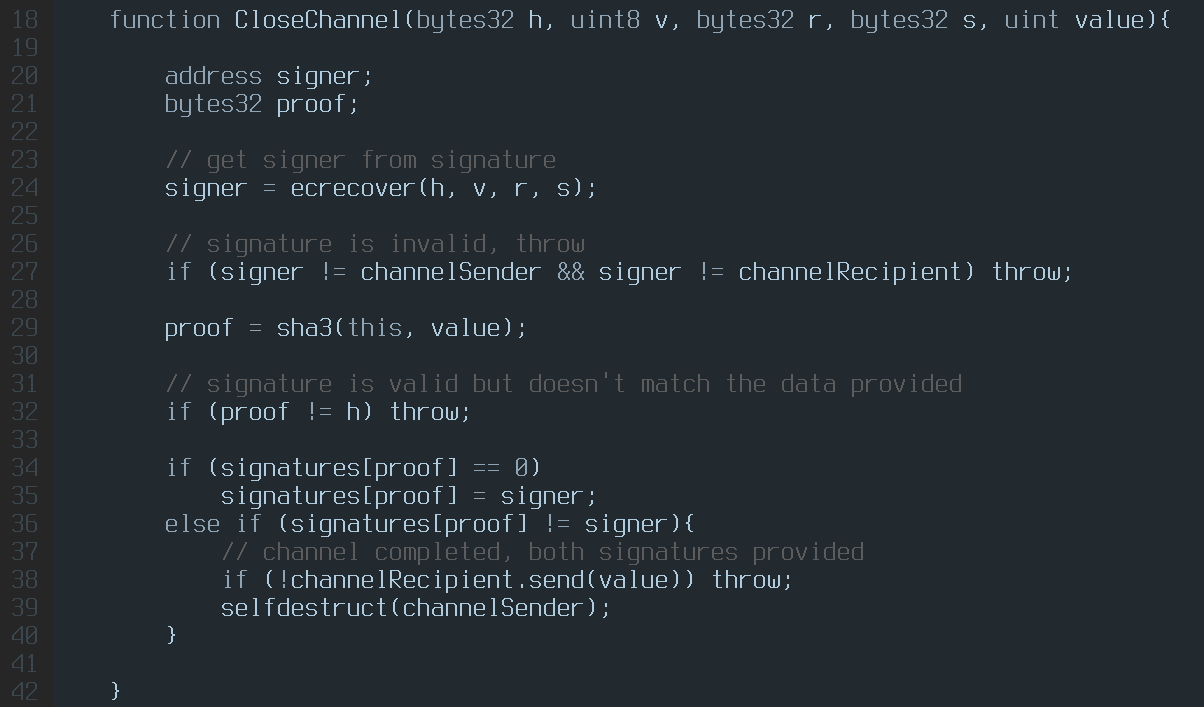 18 function CloseChannel(bytes32 h, uint8 v, bytes32 r, bytes32 s, uint value){
19
20 address signer;
21 bytes32 proof;
22
23 // get signer from signature
24 signer = ecrecover(h, v, r, s);
25
26 // signature is invalid, throw
27 if (signer != channelSender && signer != channelRecipient) throw;
28
29 proof = sha3(this, value);
30
31 // signature is valid but doesn't match the data provided
32 if (proof != h) throw;
33
34 if (signatures[proof] == 0)
35 signatures[proof] = signer;
36 else if (signatures[proof] != signer){
37 // channel completed, both signatures provided
38 if (!channelRecipient.send(value)) throw;
39 selfdestruct(channelSender);
40 }
41
42 }